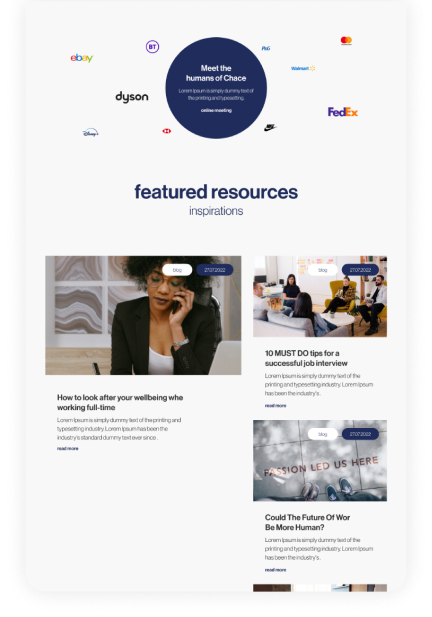 BT
ebay
P&G
Walmart
Meet the
humans of Chace
Lorem Ipsum is simply dummy text of
the printing and typesetting
online meeting
dyson
FedEx
Disney+
featured resources
inspirations
blog
27.07.2022
How to look after your wellbeing whe
working full-time
Lorem Ipsum is simply dummy text of the printing and
typesetting industry. Lorem Ipsum has been the
industry's standard dummy text ever since .
read more
blog
27.07.2022
10 MUST DO tips for a
successful job interview
Lorem Ipsum is simply dummy text of the
printing and typesetting industry. Lorem Ipsum
has been the industry's .
read more
blog
27.07.2022
PASSION LED US HERE
Could The Future Of Wor
Be More Human?
Lorem Ipsum is simply dummy text of the
printing and typesetting industry. Lorem Ipsum
has been the industry's .
read more